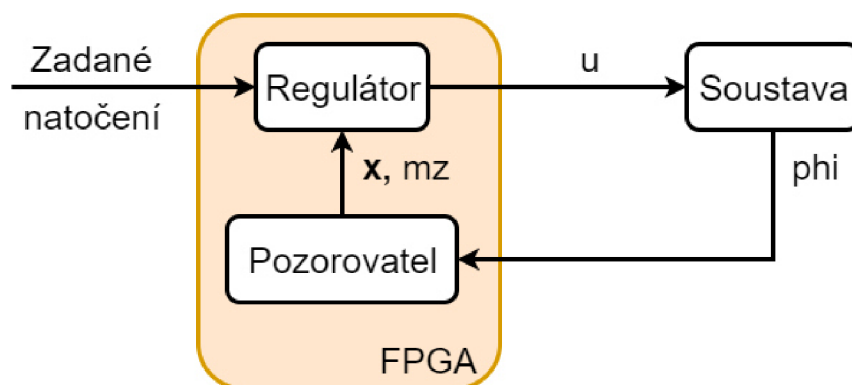 Zadané
natočení
Regulátor
u
Soustava
x, mz
phi
Pozorovatel
FPGA